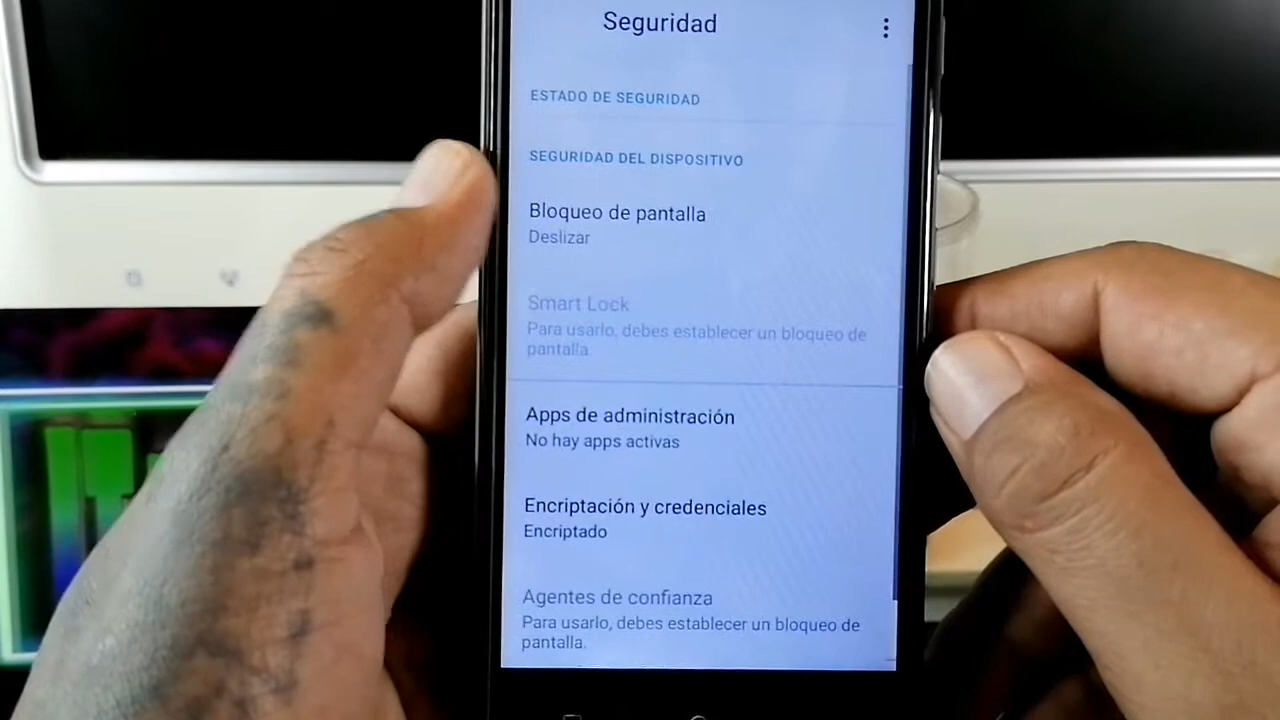 Seguridad
ESTADO DE SEGURIDAD
SEGURIDAD DEL DISPOSITIVO
Bloqueo de pantalla
Deslizar
Smart Lock
Para usarlo, debes establecer un bloqueo de
pantalla
Apps de administración
No hay apps activas
Encriptación y credenciales
Encriptado
Agentes de confianza
Para usarlo, debes establecer un bloqueo de
pantalla.